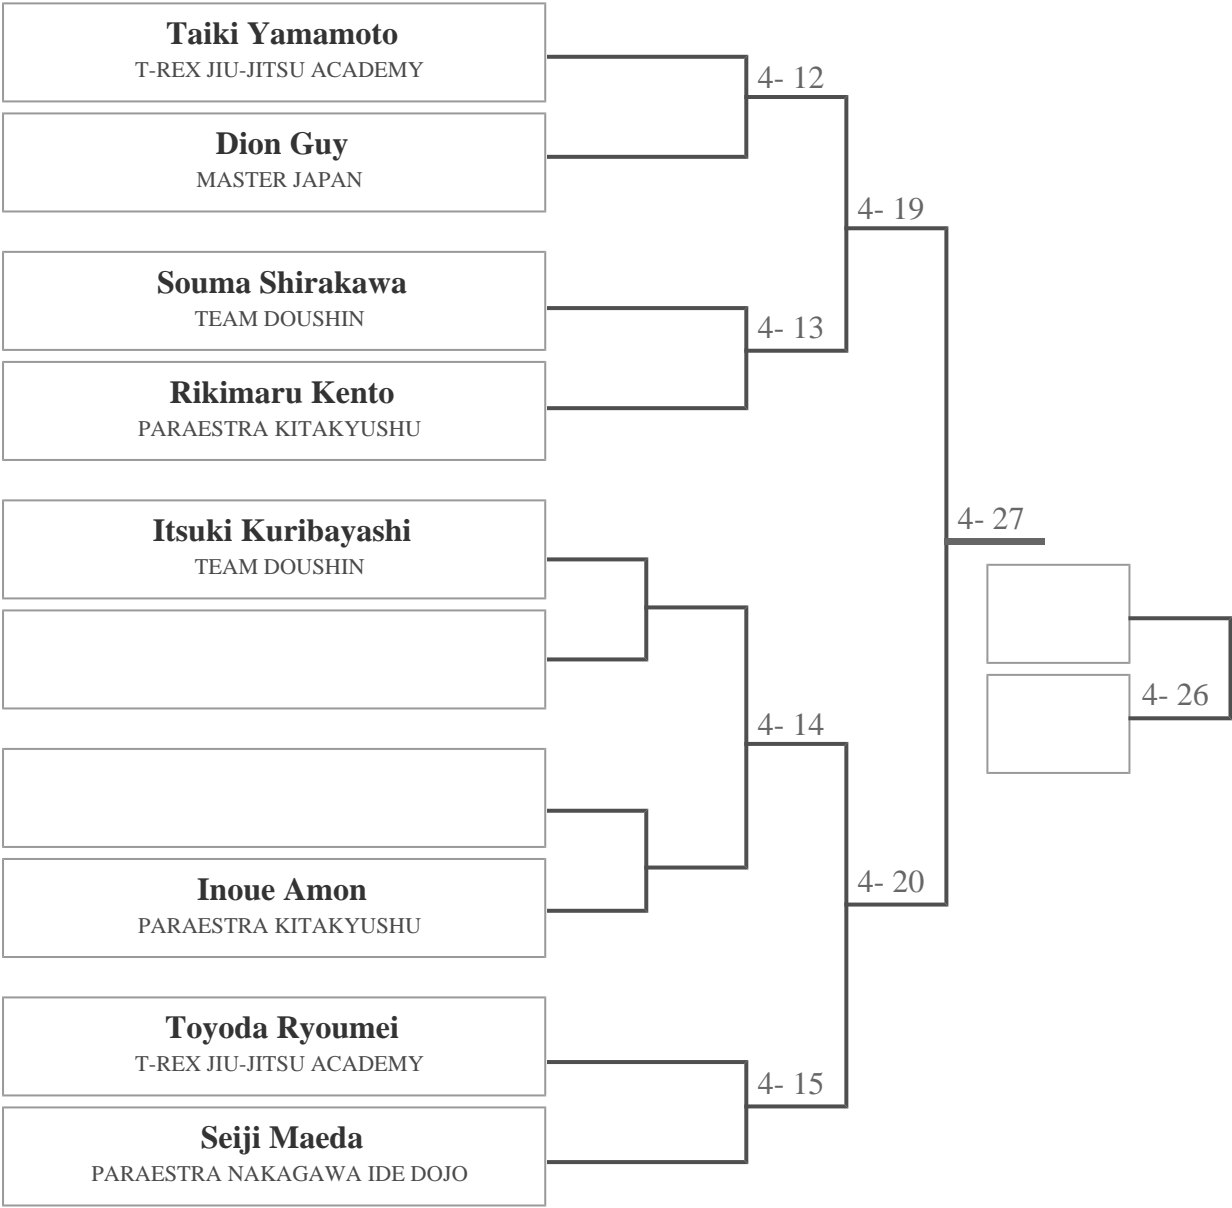 Taiki Yamamoto
T-REX JIU-JITSU ACADEMY
4- 12
Dion Guy
MASTER JAPAN
4- 19
Souma Shirakawa
TEAM DOUSHIN
4- 13
Rikimaru Kento
PARAESTRA KITAKYUSHU
Itsuki Kuribayashi
TEAM DOUSHIN
4- 27
4- 26
4- 14
Inoue Amon
PARAESTRA KITAKYUSHU
4- 20
Toyoda Ryoumei
T-REX JIU-JITSU ACADEMY
4- 15
Seiji Maeda
PARAESTRA NAKAGAWA IDE DOJO